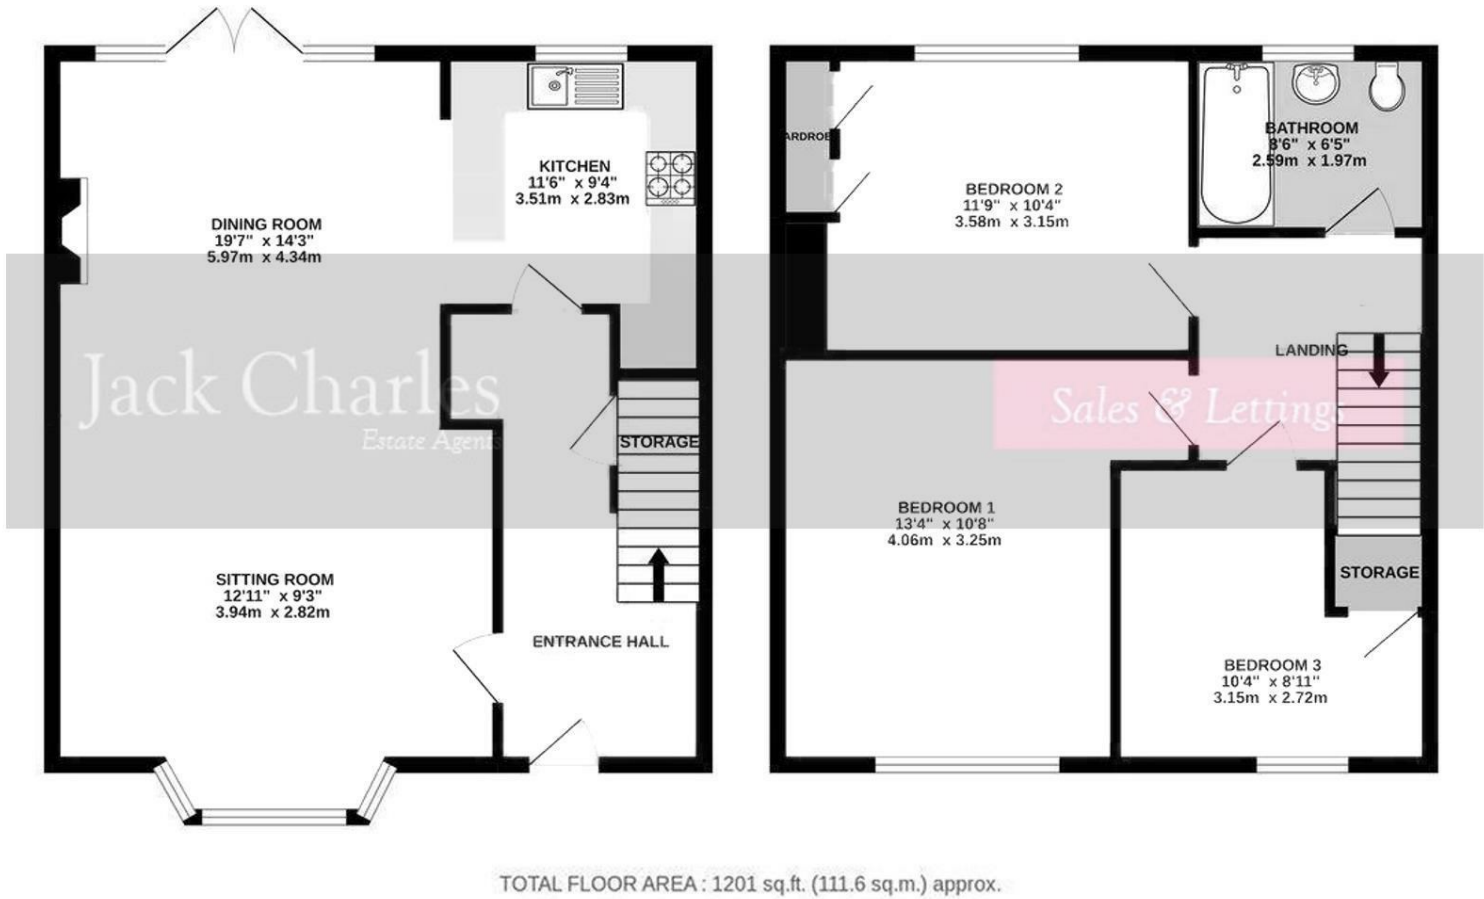 DINING ROOM
19'7" x 14'3"
5.97m x 4.34m
KITCHEN
11'6" x 9'4"
3.51m x 2.83m
STORAGE
SITTING ROOM
12'11" x 9'3"
3.94m x 2.82m
ENTRANCE HALL
ARDROB
BEDROOM 2
11'9" x 10'4"
3.58m x 3.15m
BATHROOM
8'6" x 6'5"
2.59m x 1.97m
LANDING
BEDROOM 1
13'4" x 10'8"
4.06m x 3.25m
STORAGE
BEDROOM 3
10'4" x 8'11"
3.15m x 2.72m
Jack Charles
Estate Agents
Sales & Lettings
TOTAL FLOOR AREA : 1201 sq.ft. (111.6 sq.m.) approx.